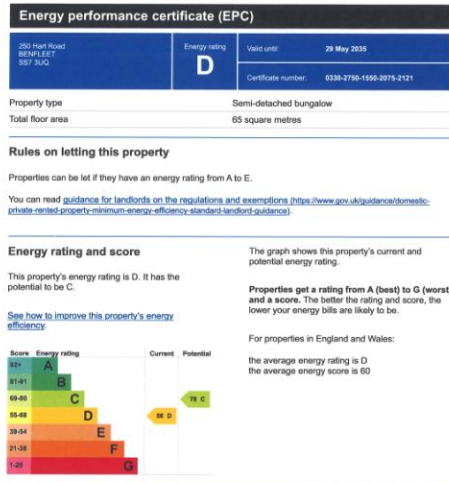 Energy performance certificate (EPC)
250 Hart Road
BENFLEET
SS7 3UQ
Energy rating
D
Valid until: 29 May 2035
Certificate number: 0330-2750-1550-2075-2121
Property type Semi-detached bungalow
Total floor area 65 square metres
Rules on letting this property
Properties can be let if they have an energy rating from A to E.
You can read guidance for landlords on the regulations and exemptions (https://www.gov.uk/guidance/domestic-
private-rented-property-minimum-energy-efficiency-standard-landlord-guidance).
Energy rating and score
This property's energy rating is D. It has the
potential to be C.
See how to improve this property's energy
efficiency.
Score Energy rating Current Potential
92+ A
81-91 B
69-80 C 78 C
55-68 D D
39-54 E
21-38 F
1-20 G
The graph shows this property's current and
potential energy rating.
Properties get a rating from A (best) to G (worst
and a score. The better the rating and score, the
lower your energy bills are likely to be.
For properties in England and Wales:
the average energy rating is D
the average energy score is 60